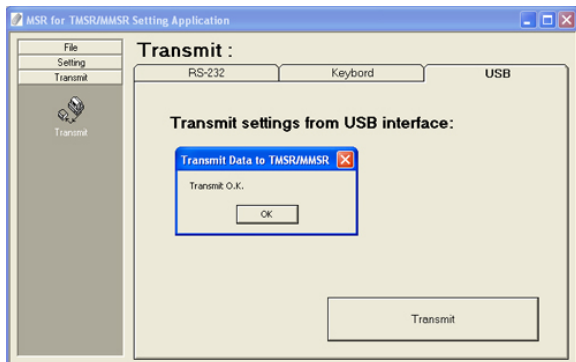 MSR for TMSR/MMSR Setting Application
File
Setting
Transmit
Transmit
Transmit :
RS-232
Keybord
USB
Transmit settings from USB interface:
Transmit Data to TMSR/MMSR
Transmit O.K.
OK
Transmit